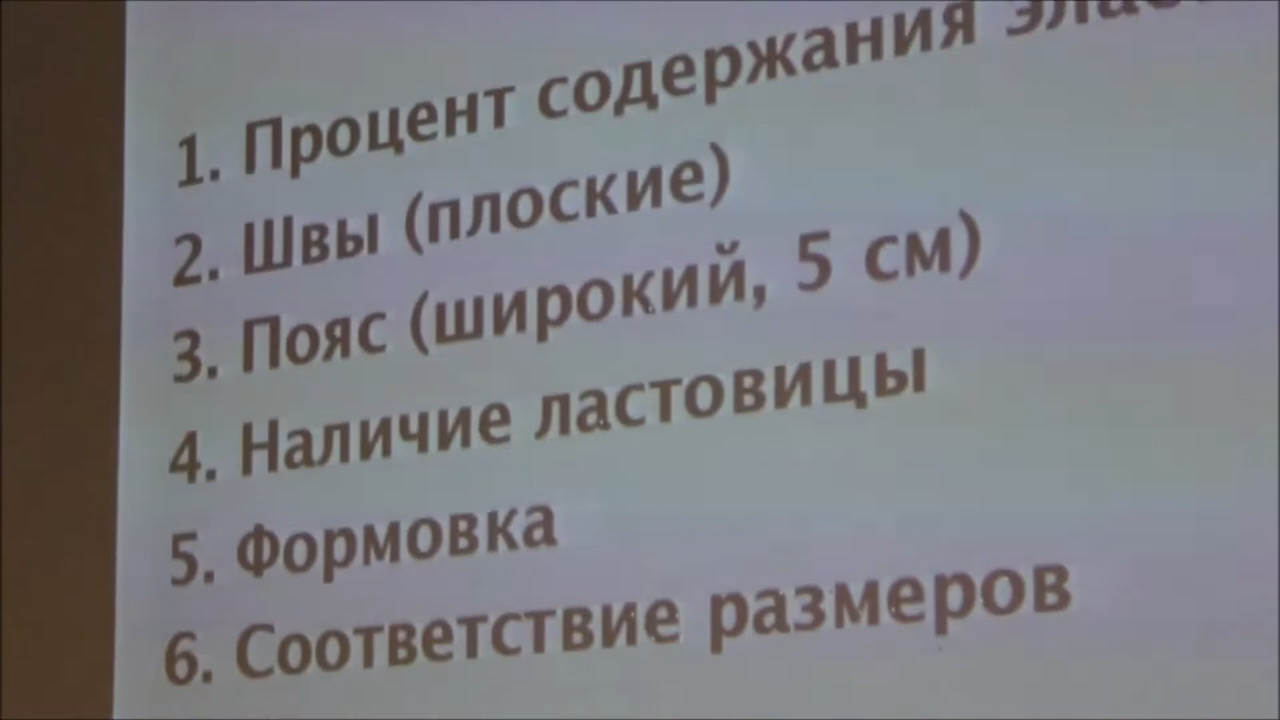 1. Процент содержания
2. Швы (плоские)
3. Пояс (широкий, 5 см)
4. Наличие ластовицы
5. Формовка
6. Соответствие размеров